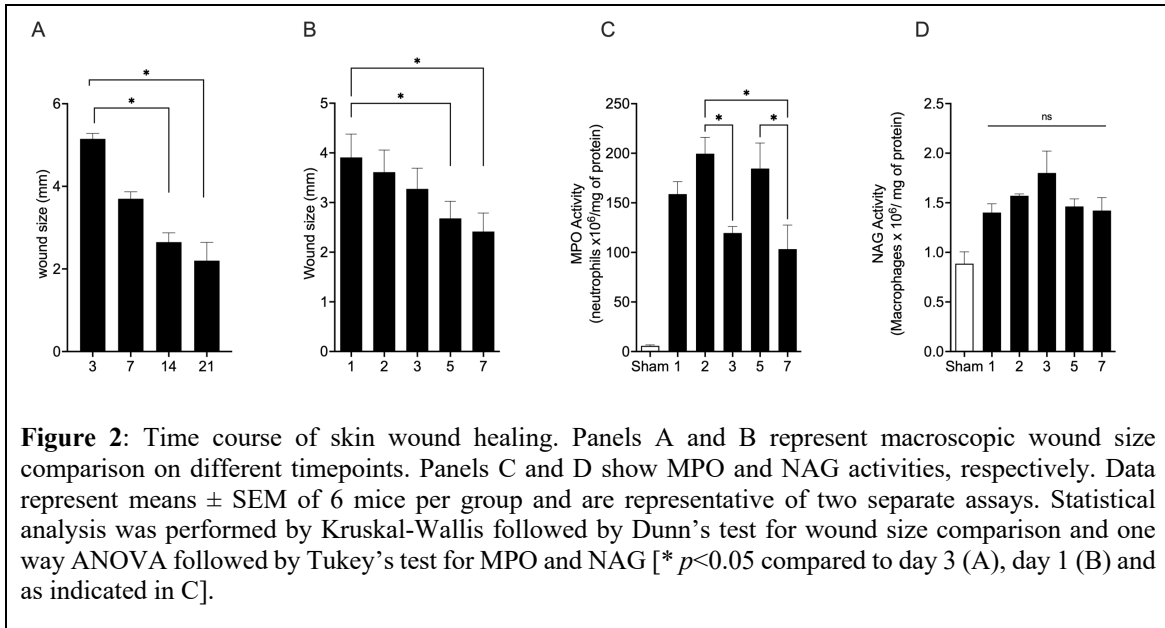 A
B
C
D
*
*
wound size (mm)
6
4
2
0
3 7 14 21
*
*
Wound size (mm)
5
4
3
2
1
0
1 2 3 5 7
*
* *
MPO Activity
(neutrophils x10⁶/mg of protein)
250
200
150
100
50
0
Sham 1 2 3 5 7
ns
NAG Activity
(Macrophages x 10⁶/ mg of protein)
2.5
2.0
1.5
1.0
0.5
0.0
Sham 1 2 3 5 7
Figure 2: Time course of skin wound healing. Panels A and B represent macroscopic wound size
comparison on different timepoints. Panels C and D show MPO and NAG activities, respectively. Data
represent means ± SEM of 6 mice per group and are representative of two separate assays. Statistical
analysis was performed by Kruskal-Wallis followed by Dunn’s test for wound size comparison and one
way ANOVA followed by Tukey’s test for MPO and NAG [* p<0.05 compared to day 3 (A), day 1 (B) and
as indicated in C].